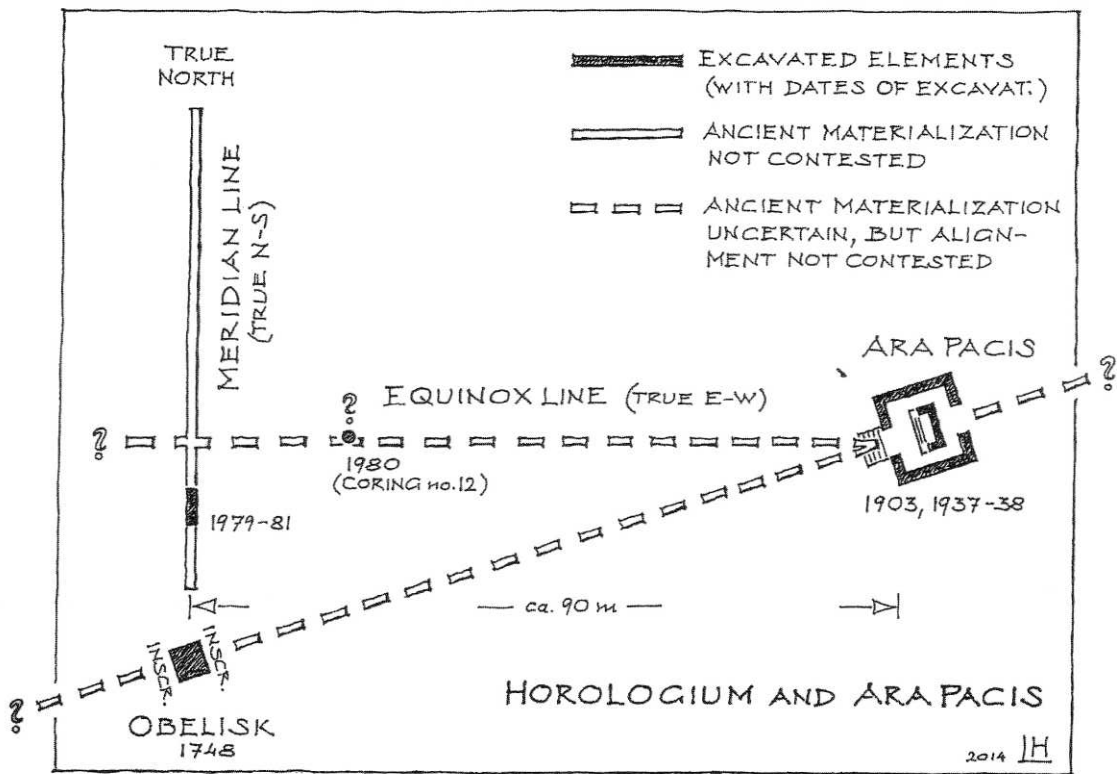 TRUE
NORTH
MERIDIAN LINE
(TRUE N-S)
EXCAVATED ELEMENTS
(WITH DATES OF EXCAVAT.)
ANCIENT MATERIALIZATION
NOT CONTESTED
ANCIENT MATERIALIZATION
UNCERTAIN, BUT ALIGN-
MENT NOT CONTESTED
ARA PACIS
?
EQUINOX LINE (TRUE E-W)
?
?
1980
(CORING no.12)
1979-81
1903, 1937-38
ca. 90 m
INSCR.
INSCR.
?
OBELISK
1748
HOROLOGIUM AND ARA PACIS
2014 LH